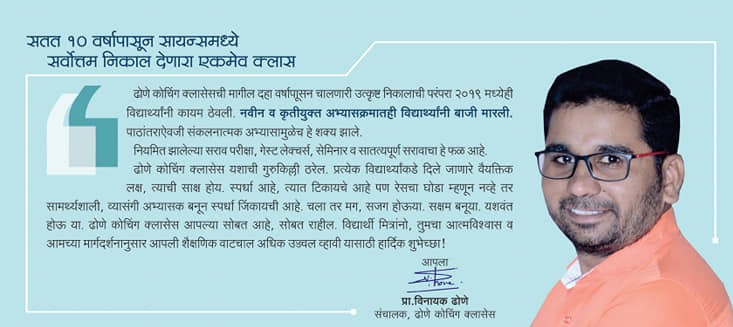 सतत १० वर्षापासून सायन्समध्ये
सर्वोत्तम निकाल देणारा एकमेव क्लास
ढोणे कोचिंग क्लासेसची मागील दहा वर्षापूासन चालणारी उत्कृष्ट निकालाची परंपरा २०१९ मध्येही
विद्यार्थ्यांनी कायम ठेवली. नवीन व कृतीयुक्त अभ्यासक्रमातही विद्यार्थ्यांनी बाजी मारली.
पाठांतराऐवजी संकलनात्मक अभ्यासामुळेच हे शक्य झाले.
नियमित झालेल्या सराव परीक्षा, गेस्ट लेक्चर्स, सेमिनार व सातत्यपूर्ण सरावाचा हे फळ आहे.
ढोणे कोचिंग क्लासेस यशाची गुरुकिल्ली ठरेल. प्रत्येक विद्यार्थ्यांकडे दिले जाणारे वैयक्तिक
लक्ष, त्याची साक्ष होय. स्पर्धा आहे, त्यात टिकायचे आहे पण रेसचा घोडा म्हणून नव्हे तर
सामर्थ्यशाली, व्यासंगी अभ्यासक बनून स्पर्धा जिंकायची आहे. चला तर मग, सजग होऊया. सक्षम बनूया. यशवंत
होऊ या. ढोणे कोचिंग क्लासेस आपल्या सोबत आहे, सोबत राहील. विद्यार्थी मित्रांनो, तुमचा आत्मविश्वास व
आमच्या मार्गदर्शनानुसार आपली शैक्षणिक वाटचाल अधिक उज्वल व्हावी यासाठी हार्दिक शुभेच्छा!
आपला
प्रा.विनायक ढोणे
संचालक, ढोणे कोचिंग क्लासेस